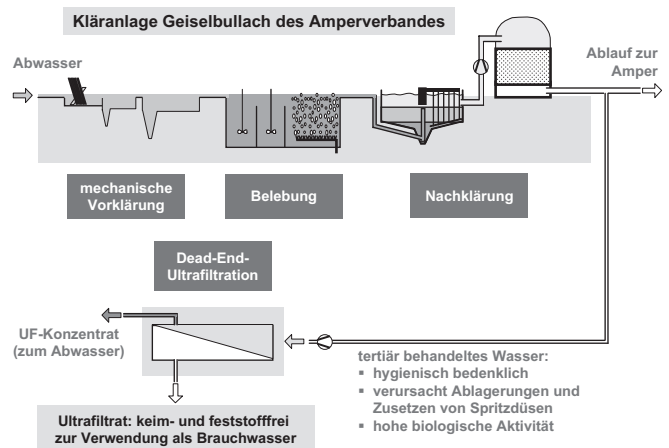 Kläranlage Geiselbullach des Amperverbandes
Abwasser
Ablauf zur
Amper
mechanische
Vorklärung
Belebung
Nachklärung
Dead-End-
Ultrafiltration
UF-Konzentrat
(zum Abwasser)
tertiär behandeltes Wasser:
▪ hygienisch bedenklich
▪ verursacht Ablagerungen und
Zusetzen von Spritzdüsen
▪ hohe biologische Aktivität
Ultrafiltrat: keim- und feststofffrei
zur Verwendung als Brauchwasser